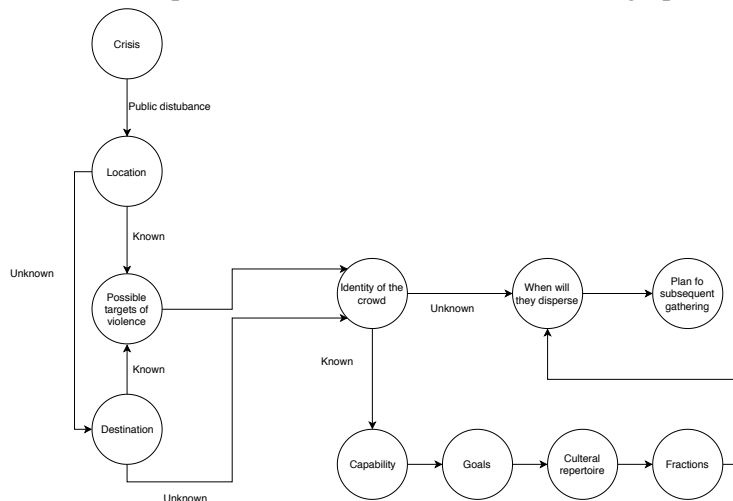 Crisis
Public distubance
Location
Known
Unknown
Possible
targets of
violence
Identity of the
crowd
Unknown
When will
they disperse
Plan fo
subsequent
gathering
Known
Known
Destination
Unknown
Capability
Goals
Culteral
repertoire
Fractions